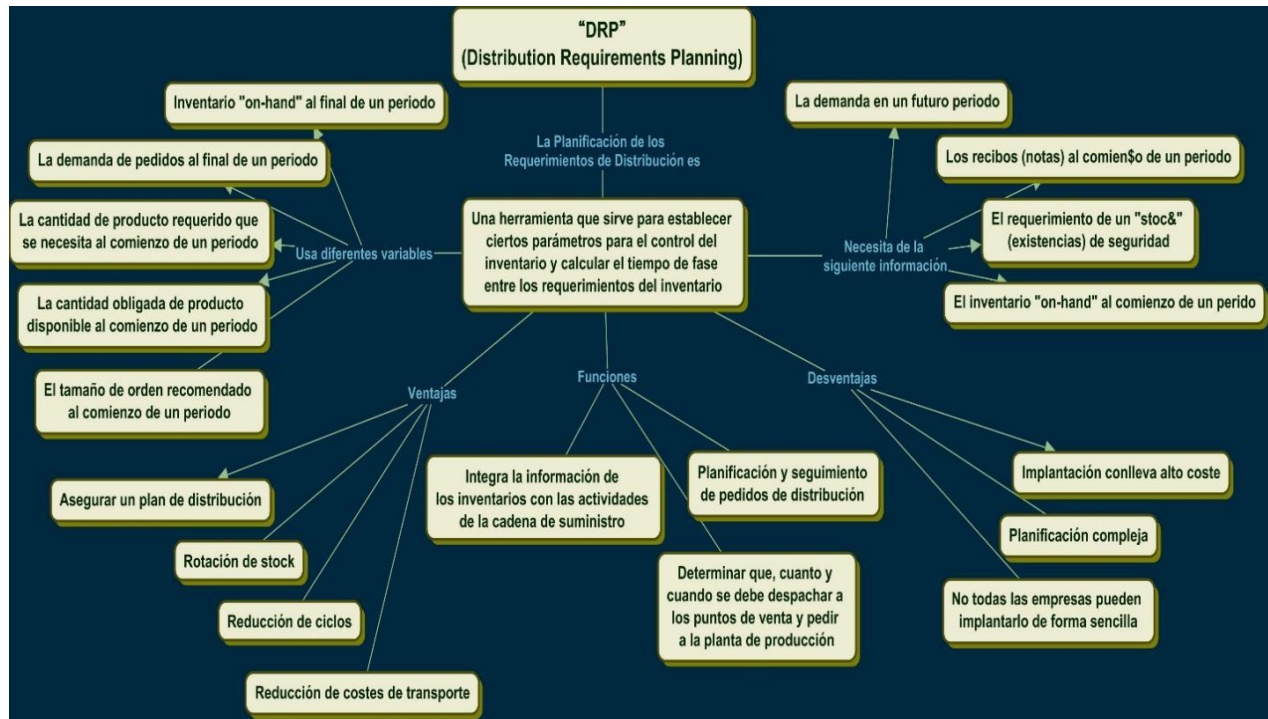 “DRP”
(Distribution Requirements Planning)
La Planificación de los
Requerimientos de Distribución es
Una herramienta que sirve para establecer
ciertos parámetros para el control del
inventario y calcular el tiempo de fase
entre los requerimientos del inventario
Usa diferentes variables
Inventario "on-hand" al final de un periodo
La demanda de pedidos al final de un periodo
La cantidad de producto requerido que
se necesita al comienzo de un periodo
La cantidad obligada de producto
disponible al comienzo de un periodo
El tamaño de orden recomendado
al comienzo de un periodo
Necesita de la
siguiente información
La demanda en un futuro periodo
Los recibos (notas) al comien$o de un periodo
El requerimiento de un "stoc&"
(existencias) de seguridad
El inventario "on-hand" al comienzo de un perido
Ventajas
Asegurar un plan de distribución
Rotación de stock
Reducción de ciclos
Reducción de costes de transporte
Funciones
Integra la información de
los inventarios con las actividades
de la cadena de suministro
Planificación y seguimiento
de pedidos de distribución
Determinar que, cuanto y
cuando se debe despachar a
los puntos de venta y pedir
a la planta de producción
Desventajas
Implantación conlleva alto coste
Planificación compleja
No todas las empresas pueden
implantarlo de forma sencilla